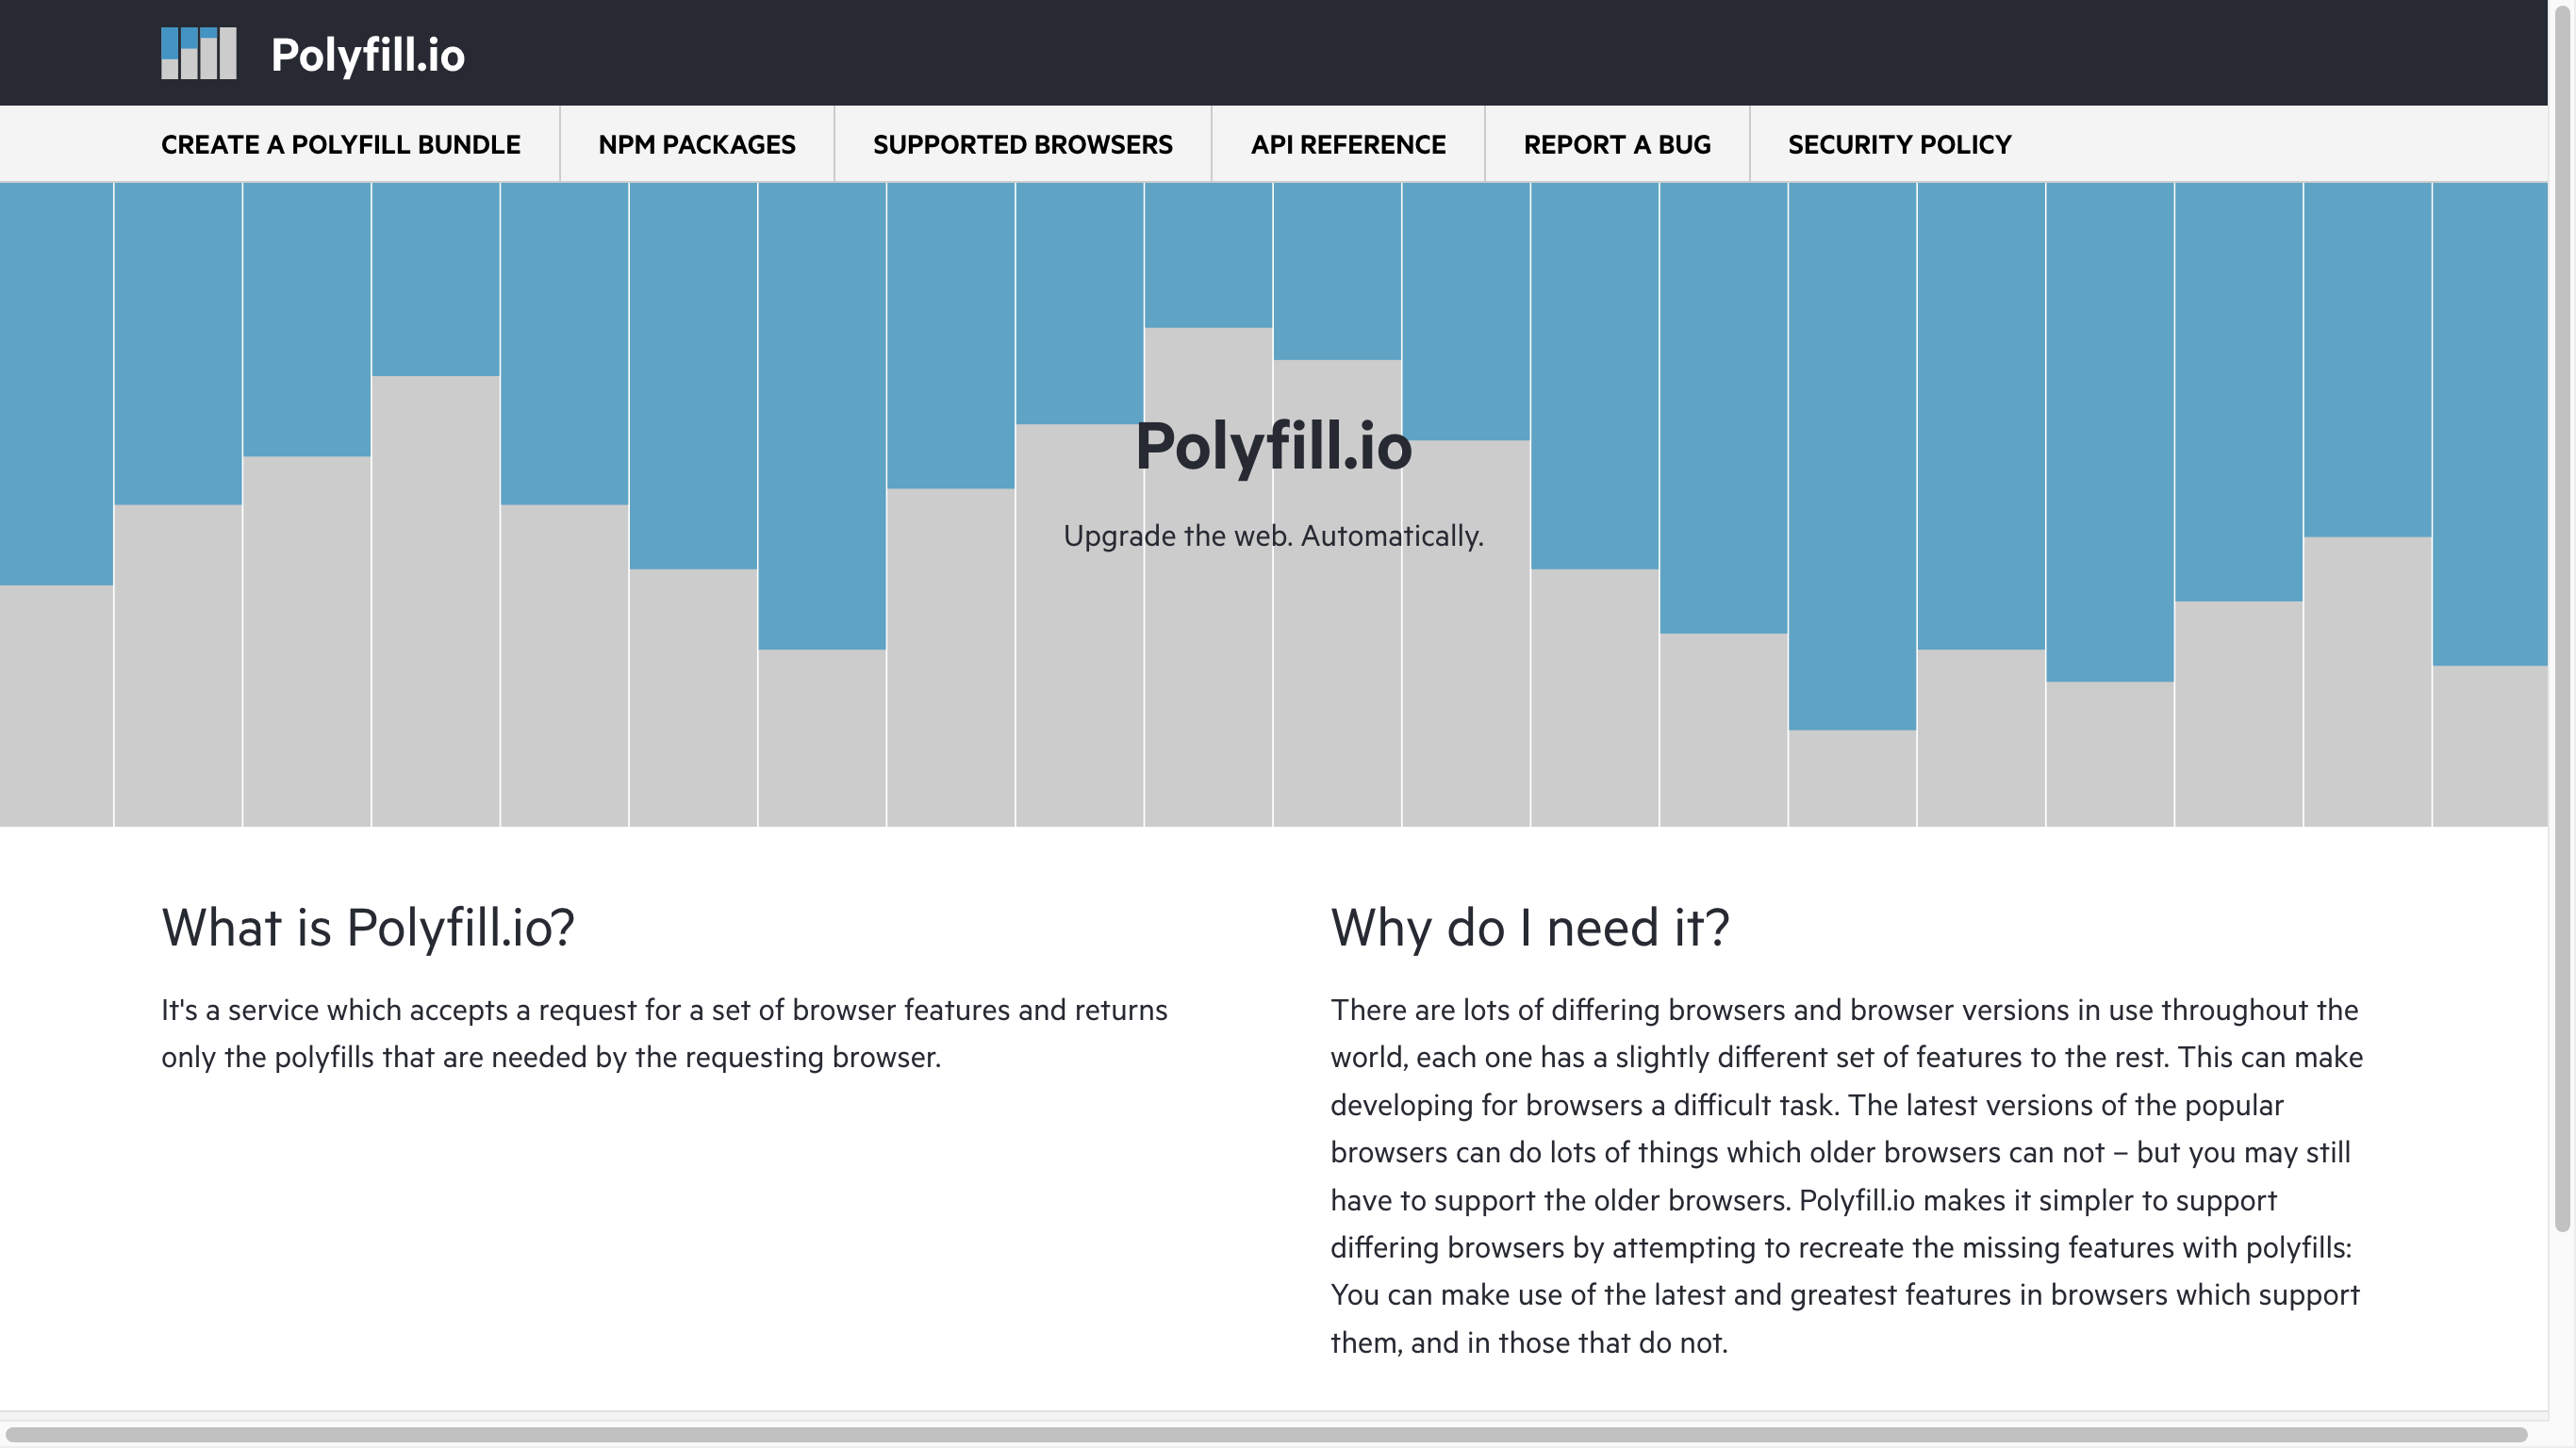 Polyfill.io
CREATE A POLYFILL BUNDLE
NPM PACKAGES
SUPPORTED BROWSERS
API REFERENCE
REPORT A BUG
SECURITY POLICY
Polyfill.io
Upgrade the web. Automatically.
What is Polyfill.io?
It's a service which accepts a request for a set of browser features and returns
only the polyfills that are needed by the requesting browser.
Why do I need it?
There are lots of differing browsers and browser versions in use throughout the
world, each one has a slightly different set of features to the rest. This can make
developing for browsers a difficult task. The latest versions of the popular
browsers can do lots of things which older browsers can not – but you may still
have to support the older browsers. Polyfill.io makes it simpler to support
differing browsers by attempting to recreate the missing features with polyfills:
You can make use of the latest and greatest features in browsers which support
them, and in those that do not.